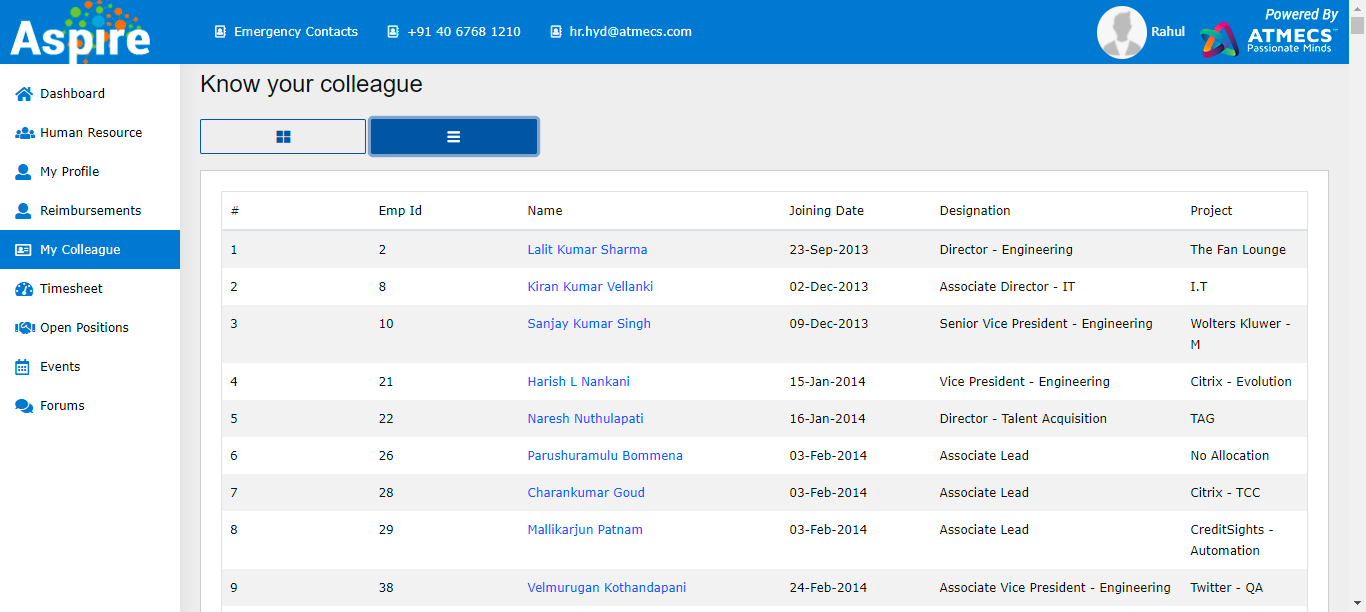 Aspire
Emergency Contacts +91 40 6768 1210 hr.hyd@atmecs.com
Rahul
Powered By
ATMECS™
Passionate Minds
Dashboard
Human Resource
My Profile
Reimbursements
My Colleague
Timesheet
Open Positions
Events
Forums
Know your colleague
# Emp Id Name Joining Date Designation Project
1 2 Lalit Kumar Sharma 23-Sep-2013 Director - Engineering The Fan Lounge
2 8 Kiran Kumar Vellanki 02-Dec-2013 Associate Director - IT I.T
3 10 Sanjay Kumar Singh 09-Dec-2013 Senior Vice President - Engineering Wolters Kluwer -
M
4 21 Harish L Nankani 15-Jan-2014 Vice President - Engineering Citrix - Evolution
5 22 Naresh Nuthulapati 16-Jan-2014 Director - Talent Acquisition TAG
6 26 Parushuramulu Bommena 03-Feb-2014 Associate Lead No Allocation
7 28 Charankumar Goud 03-Feb-2014 Associate Lead Citrix - TCC
8 29 Mallikarjun Patnam 03-Feb-2014 Associate Lead CreditSights -
Automation
9 38 Velmurugan Kothandapani 24-Feb-2014 Associate Vice President - Engineering Twitter - QA